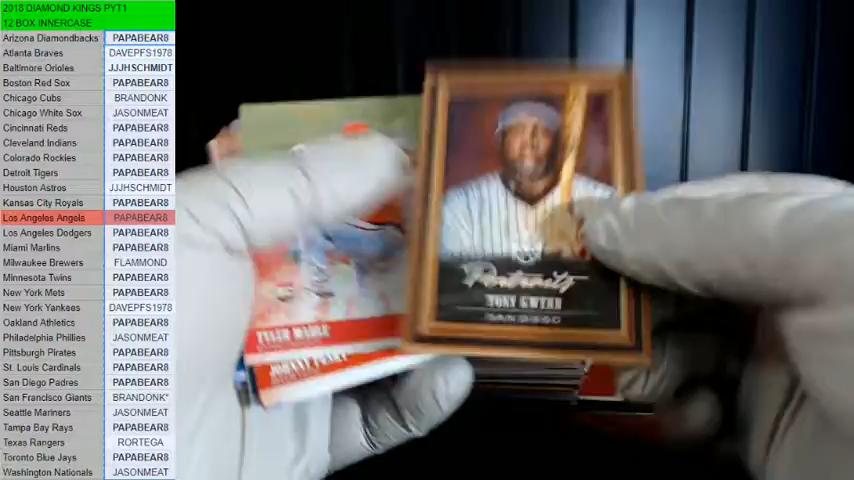 2018 DIAMOND KINGS PYT1
12 BOX INNERCASE
Arizona Diamondbacks PAPABEAR8
Atlanta Braves DAVEPFS1978
Baltimore Orioles JJJHSCHMIDT
Boston Red Sox PAPABEAR8
Chicago Cubs BRANDONK
Chicago White Sox JASONMEAT
Cincinnati Reds PAPABEAR8
Cleveland Indians PAPABEAR8
Colorado Rockies PAPABEAR8
Detroit Tigers PAPABEAR8
Houston Astros JJJHSCHMIDT
Kansas City Royals PAPABEAR8
Los Angeles Angels PAPABEAR8
Los Angeles Dodgers PAPABEAR8
Miami Marlins PAPABEAR8
Milwaukee Brewers FLAMMOND
Minnesota Twins PAPABEAR8
New York Mets PAPABEAR8
New York Yankees DAVEPFS1978
Oakland Athletics PAPABEAR8
Philadelphia Phillies JASONMEAT
Pittsburgh Pirates PAPABEAR8
St. Louis Cardinals PAPABEAR8
San Diego Padres PAPABEAR8
San Francisco Giants BRANDONK*
Seattle Mariners JASONMEAT
Tampa Bay Rays PAPABEAR8
Texas Rangers RORTEGA
Toronto Blue Jays PAPABEAR8
Washington Nationals JASONMEAT
Portraits
TONY GWYNN
SAN DIEGO
TYLER MAHLE
JOHNNY